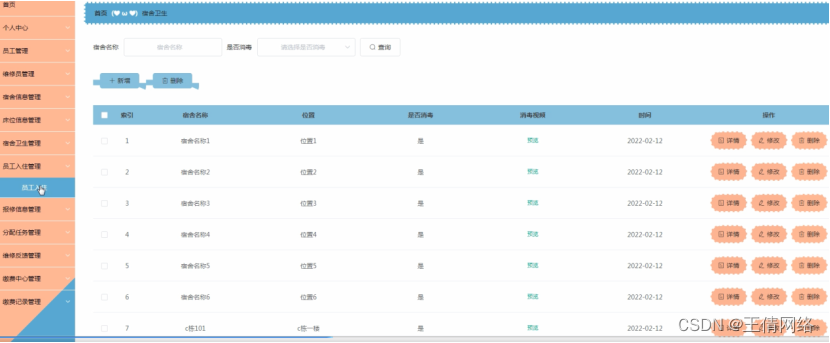 首页
个人中心
员工管理
维修员管理
宿舍信息管理
床位信息管理
宿舍卫生管理
员工入住管理
员工入住
报修信息管理
分配任务管理
维修反馈管理
缴费中心管理
缴费记录管理
首页 (♥ω♥) 宿舍卫生
宿舍名称 宿舍名称 是否消毒 请选择是否消毒 查询
+ 新增 删除
索引 宿舍名称 位置 是否消毒 消毒视频 时间 操作
1 宿舍名称1 位置1 是 预览 2022-02-12 详情 修改 删除
2 宿舍名称2 位置2 是 预览 2022-02-12 详情 修改 删除
3 宿舍名称3 位置3 是 预览 2022-02-12 详情 修改 删除
4 宿舍名称4 位置4 是 预览 2022-02-12 详情 修改 删除
5 宿舍名称5 位置5 是 预览 2022-02-12 详情 修改 删除
6 宿舍名称6 位置6 是 预览 2022-02-12 详情 修改 删除
7 c栋101 c栋一楼 是 预览 2022-02-12 详情 修改 删除
CSDN @王倩网络